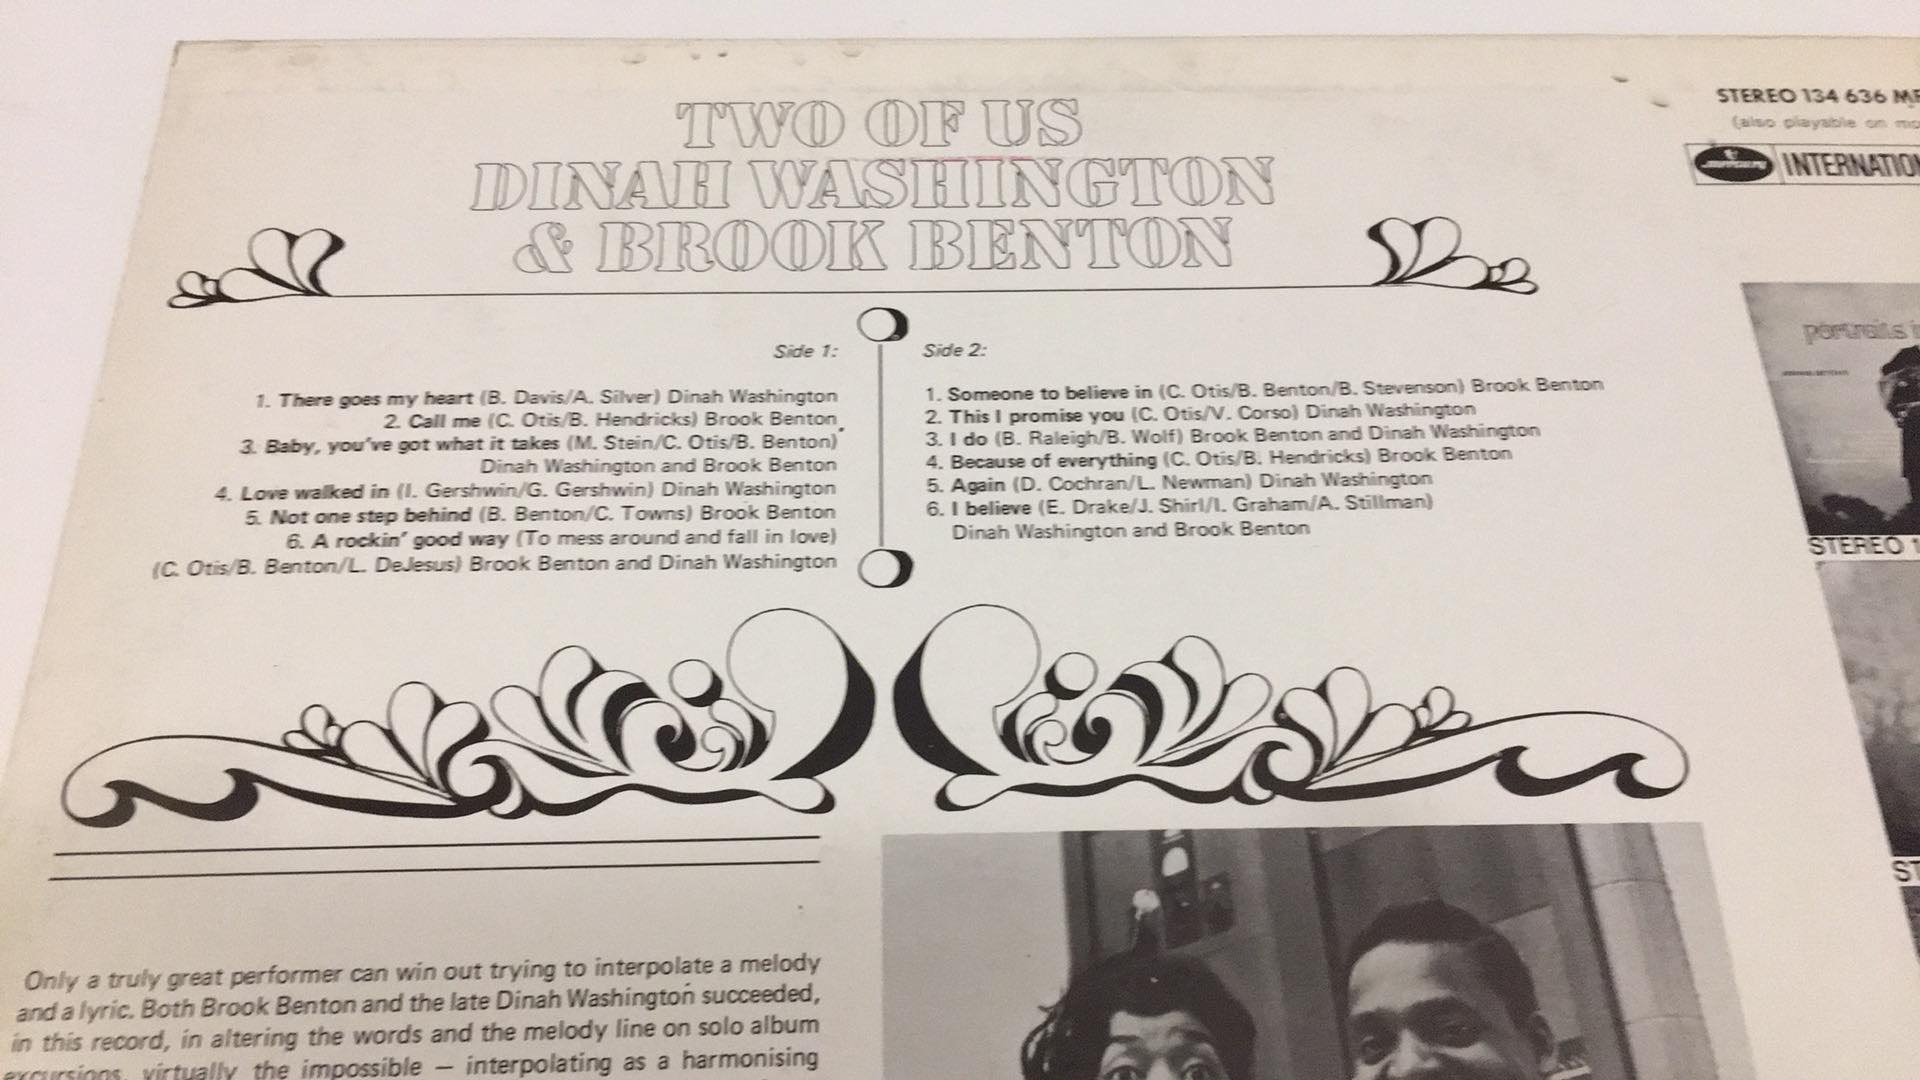 TWO OF US
DINAH WASHINGTON
& BROOK BENTON
STEREO 134 636
(also playable on
Side 1:
1. There goes my heart (B. Davis/A. Silver) Dinah Washington
2. Call me (C. Otis/B. Hendricks) Brook Benton
3. Baby, you've got what it takes (M. Stein/C. Otis/B. Benton)
Dinah Washington and Brook Benton
4. Love walked in (I. Gershwin/G. Gershwin) Dinah Washington
5. Not one step behind (B. Benton/C. Towns) Brook Benton
6. A rockin' good way (To mess around and fall in love)
(C. Otis/B. Benton/L. DeJesus) Brook Benton and Dinah Washington
Side 2:
1. Someone to believe in (C. Otis/B. Benton/B. Stevenson) Brook Benton
2. This I promise you (C. Otis/V. Corso) Dinah Washington
3. I do (B. Raleigh/B. Wolf) Brook Benton and Dinah Washington
4. Because of everything (C. Otis/B. Hendricks) Brook Benton
5. Again (D. Cochran/L. Newman) Dinah Washington
6. I believe (E. Drake/J. Shirl/I. Graham/A. Stillman)
Dinah Washington and Brook Benton
portraits
STEREO 1
Only a truly great performer can win out trying to interpolate a melody
and a lyric. Both Brook Benton and the late Dinah Washington succeeded,
in this record, in altering the words and the melody line on solo album
excursions, virtually the impossible — interpolating as a harmonising